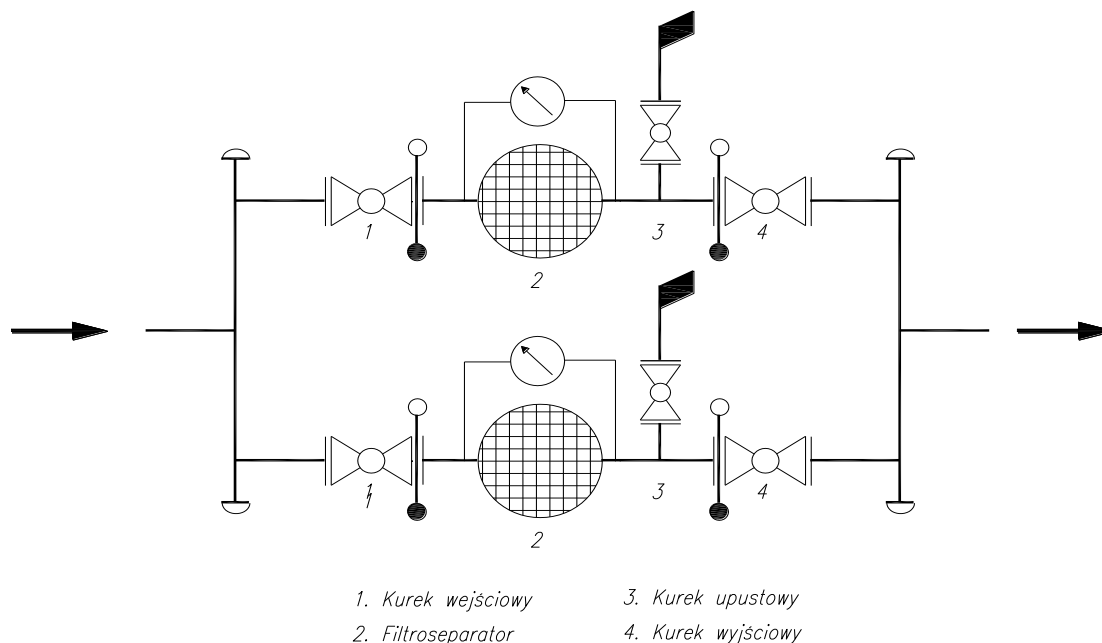 1
2
3
4
1
2
3
4
1. Kurek wejściowy
2. Filtroseparator
3. Kurek upustowy
4. Kurek wyjściowy